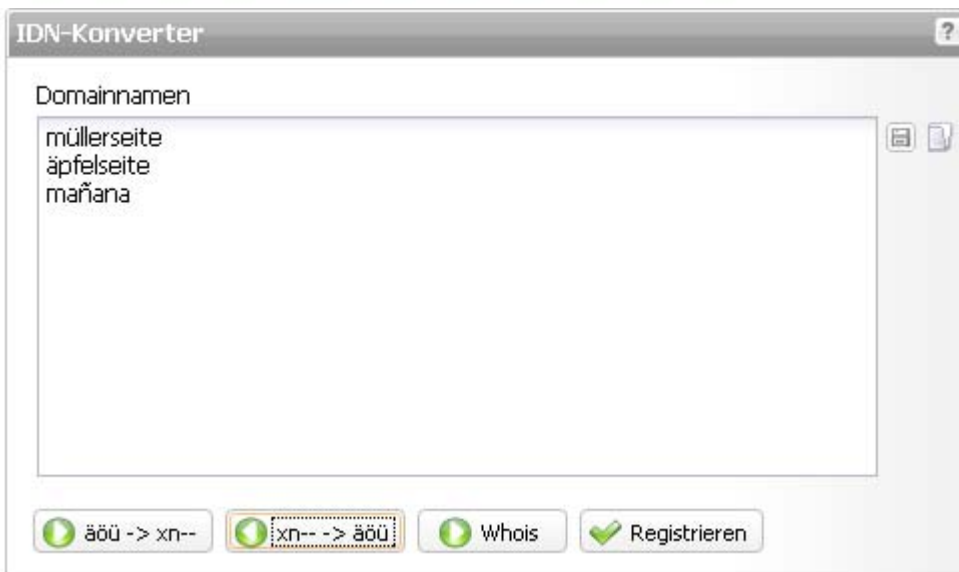 IDN-Konverter
?
Domainnamen
müllerseite
äpfelseite
mañana
äöü -> xn--
xn-- -> äöü
Whois
Registrieren